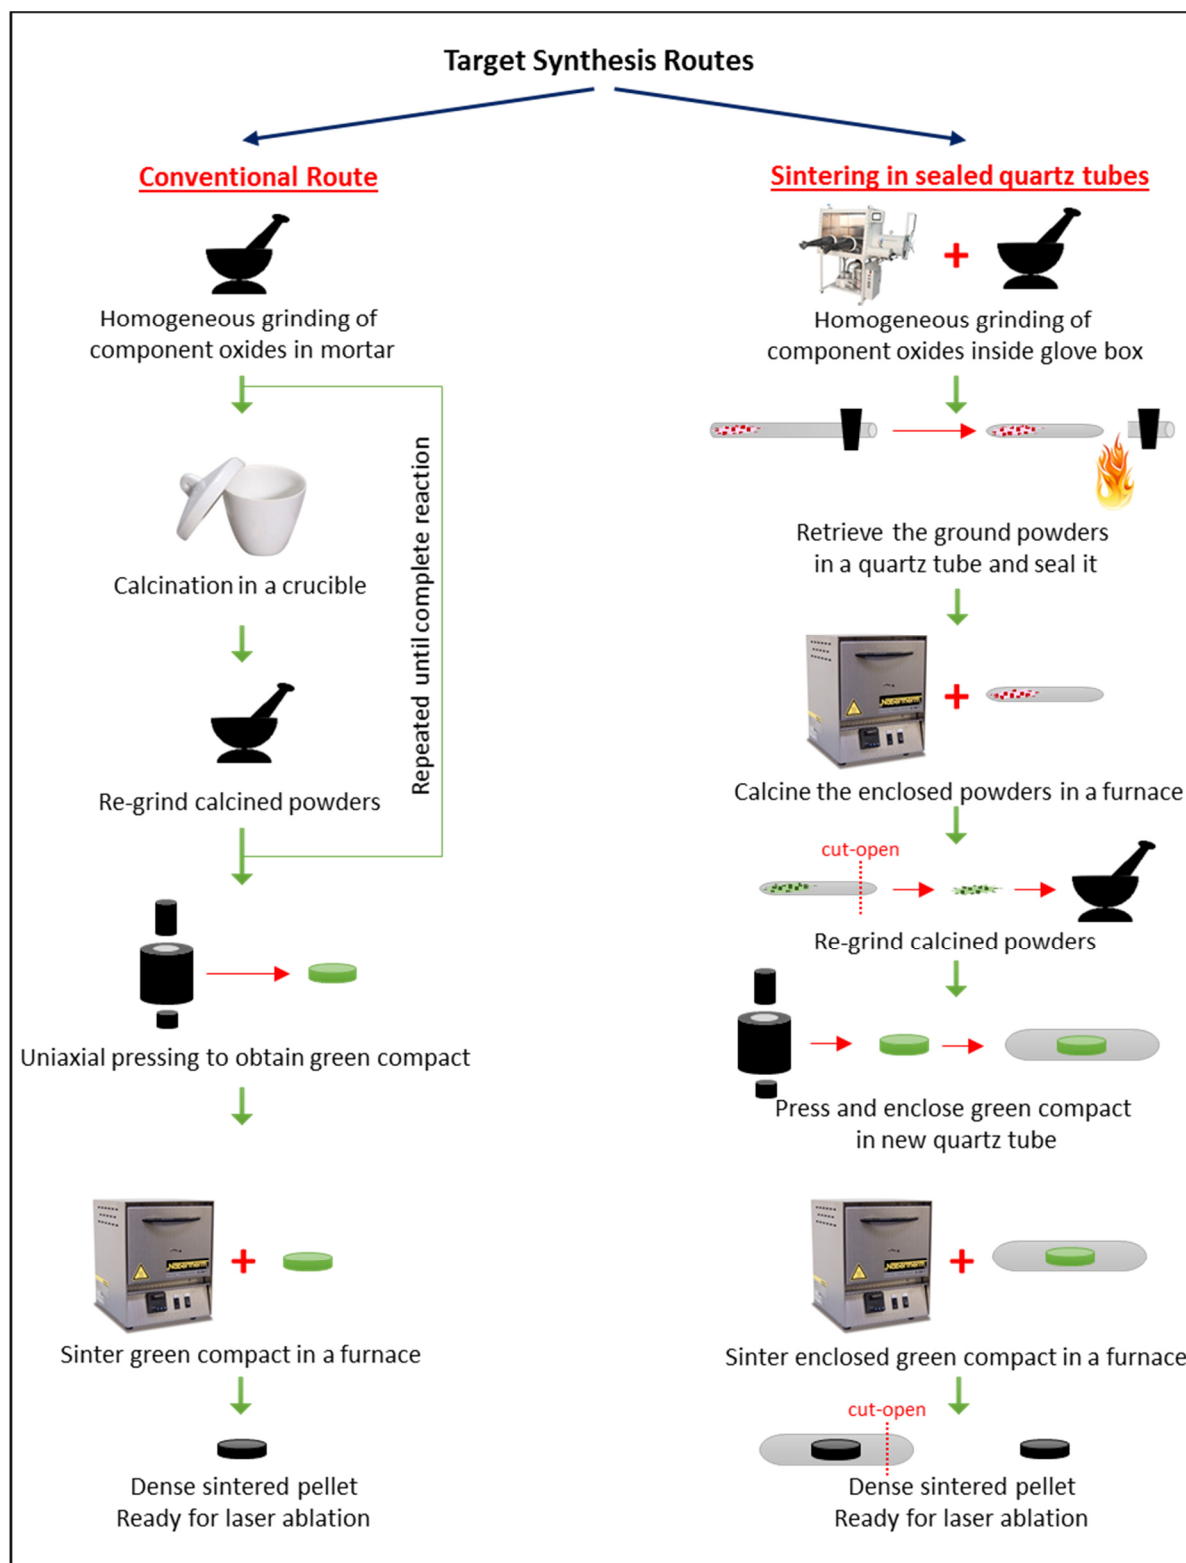 Target Synthesis Routes
Conventional Route
Homogeneous grinding of
component oxides in mortar
Calcination in a crucible
Re-grind calcined powders
Repeated until complete reaction
Uniaxial pressing to obtain green compact
Nabertherm
Sinter green compact in a furnace
Dense sintered pellet
Ready for laser ablation
Sintering in sealed quartz tubes
Homogeneous grinding of
component oxides inside glove box
Retrieve the ground powders
in a quartz tube and seal it
Nabertherm
Calcine the enclosed powders in a furnace
cut-open
Re-grind calcined powders
Press and enclose green compact
in new quartz tube
Nabertherm
Sinter enclosed green compact in a furnace
cut-open
Dense sintered pellet
Ready for laser ablation